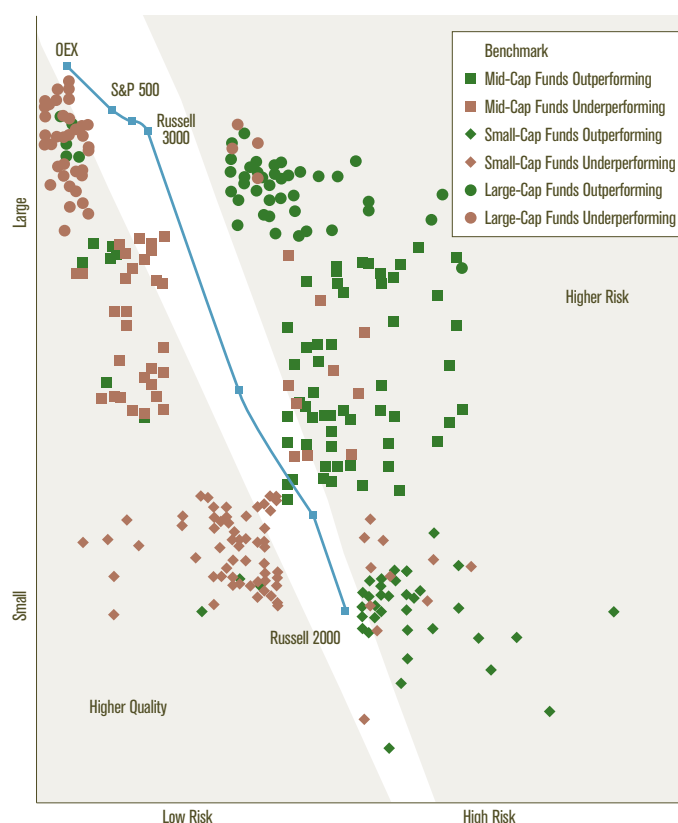 OEX
S&P 500
Russell
3000
Benchmark
Mid-Cap Funds Outperforming
Mid-Cap Funds Underperforming
Small-Cap Funds Outperforming
Small-Cap Funds Underperforming
Large-Cap Funds Outperforming
Large-Cap Funds Underperforming
Large
Higher Risk
Small
Russell 2000
Higher Quality
Low Risk
High Risk